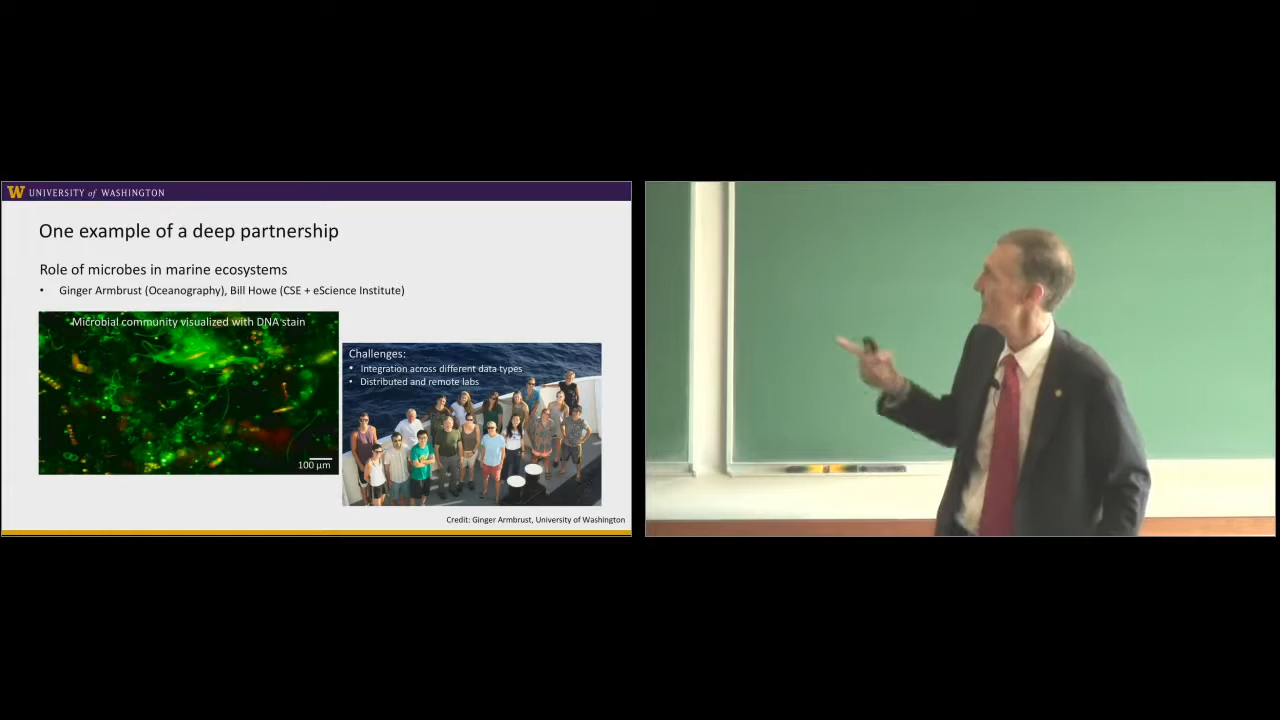 W UNIVERSITY of WASHINGTON
One example of a deep partnership
Role of microbes in marine ecosystems
• Ginger Armbrust (Oceanography), Bill Howe (CSE + eScience Institute)
Microbial community visualized with DNA stain
100 µm
Challenges:
• Integration across different data types
• Distributed and remote labs
Credit: Ginger Armbrust, University of Washington